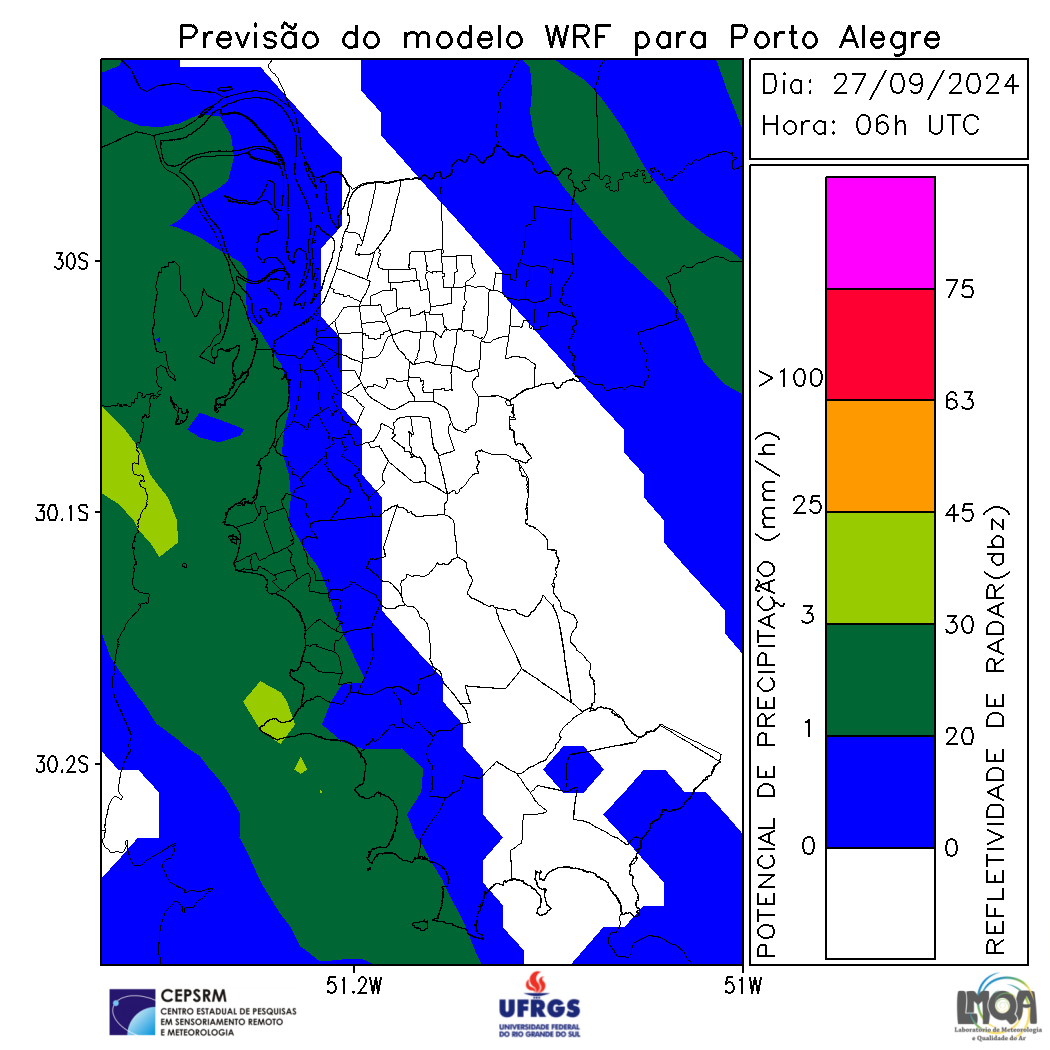 Previsão do modelo WRF para Porto Alegre
Dia: 27/09/2024
Hora: 06h UTC
30S
30.1S
30.2S
51.2W
51W
POTENCIAL DE PRECIPITAÇÃO (mm/h)
>100
25
3
1
0
75
63
45
30
20
0
REFLETIVIDADE DE RADAR(dbz)
CEPSRM
CENTRO ESTADUAL DE PESQUISAS
EM SENSORIAMENTO REMOTO
E METEOROLOGIA
UFRGS
UNIVERSIDADE FEDERAL
DO RIO GRANDE DO SUL
LMQA
Laboratório de Meteorologia
e Qualidade do Ar